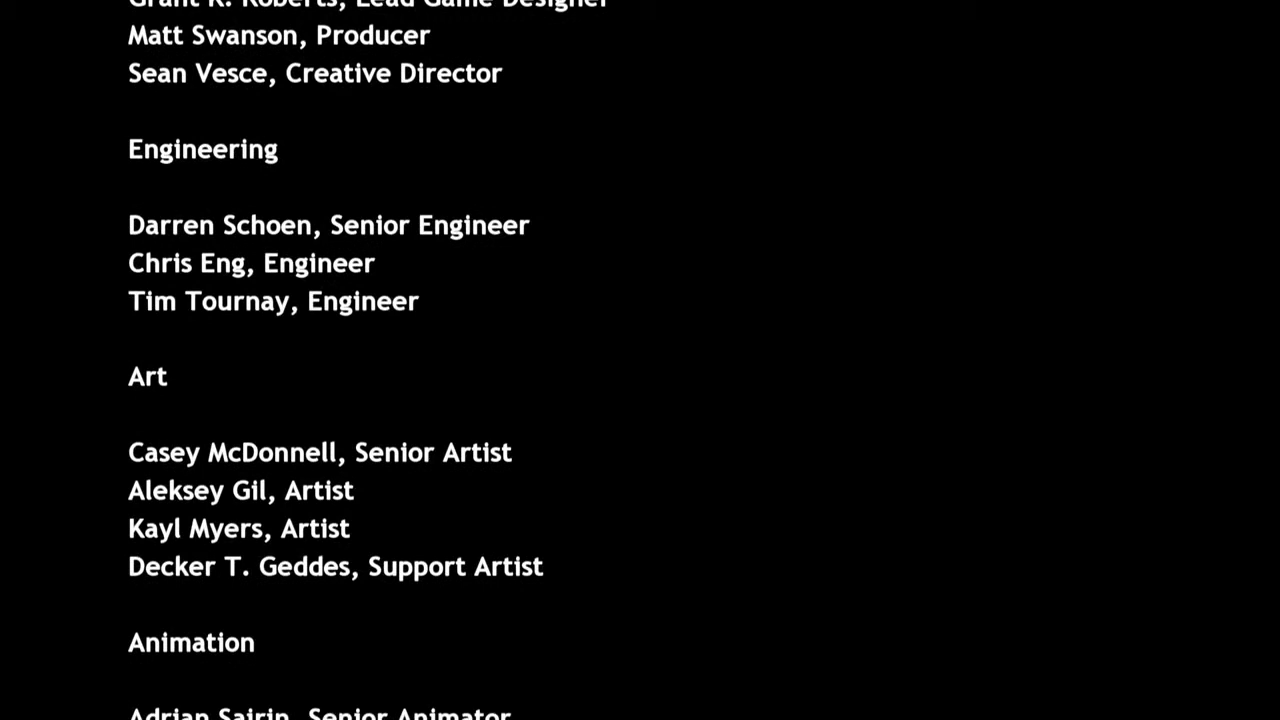 Grant R. Roberts, Lead Game Designer
Matt Swanson, Producer
Sean Vesce, Creative Director
Engineering
Darren Schoen, Senior Engineer
Chris Eng, Engineer
Tim Tournay, Engineer
Art
Casey McDonnell, Senior Artist
Aleksey Gil, Artist
Kayl Myers, Artist
Decker T. Geddes, Support Artist
Animation
Adrian Sairin, Senior Animator